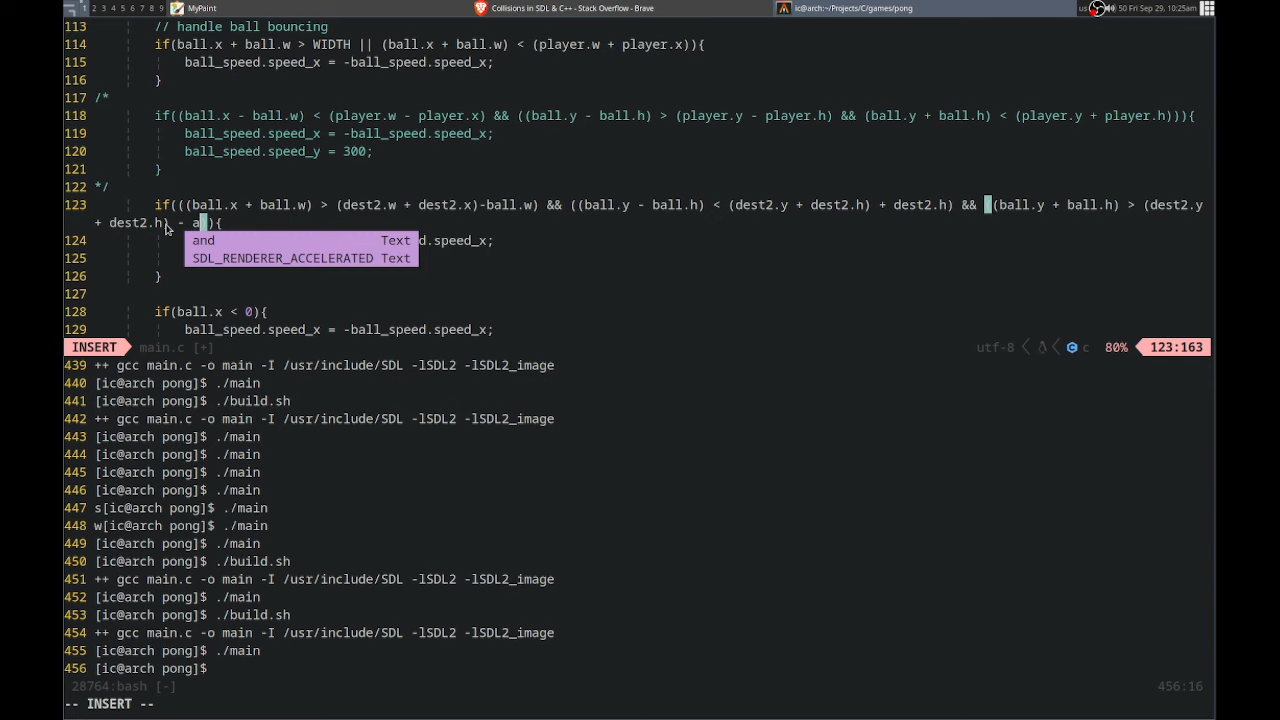 1 2 3 4 5 6 7 8 9 MyPaint Collisions in SDL & C++ - Stack Overflow - Brave ic@arch:~/Projects/C/games/pong us 50 Fri Sep 29, 10:25am
113 // handle ball bouncing
114 if(ball.x + ball.w > WIDTH || (ball.x + ball.w) < (player.w + player.x)){
115 ball_speed.speed_x = -ball_speed.speed_x;
116 }
117 /*
118 if((ball.x - ball.w) < (player.w - player.x) && ((ball.y - ball.h) > (player.y - player.h) && (ball.y + ball.h) < (player.y + player.h))){
119 ball_speed.speed_x = -ball_speed.speed_x;
120 ball_speed.speed_y = 300;
121 }
122 */
123 if(((ball.x + ball.w) > (dest2.w + dest2.x)-ball.w) && ((ball.y - ball.h) < (dest2.y + dest2.h) + dest2.h) && (ball.y + ball.h) > (dest2.y
+ dest2.h) - a){
124 d.speed_x;
and Text
125
SDL_RENDERER_ACCELERATED Text
126 }
127
128 if(ball.x < 0){
129 ball_speed.speed_x = -ball_speed.speed_x;
INSERT main.c [+] utf-8 c 80% 123:163
439 ++ gcc main.c -o main -I /usr/include/SDL -lSDL2 -lSDL2_image
440 [ic@arch pong]$ ./main
441 [ic@arch pong]$ ./build.sh
442 ++ gcc main.c -o main -I /usr/include/SDL -lSDL2 -lSDL2_image
443 [ic@arch pong]$ ./main
444 [ic@arch pong]$ ./main
445 [ic@arch pong]$ ./main
446 [ic@arch pong]$ ./main
447 s[ic@arch pong]$ ./main
448 w[ic@arch pong]$ ./main
449 [ic@arch pong]$ ./main
450 [ic@arch pong]$ ./build.sh
451 ++ gcc main.c -o main -I /usr/include/SDL -lSDL2 -lSDL2_image
452 [ic@arch pong]$ ./main
453 [ic@arch pong]$ ./build.sh
454 ++ gcc main.c -o main -I /usr/include/SDL -lSDL2 -lSDL2_image
455 [ic@arch pong]$ ./main
456 [ic@arch pong]$
28764:bash [-] 456:16
-- INSERT --